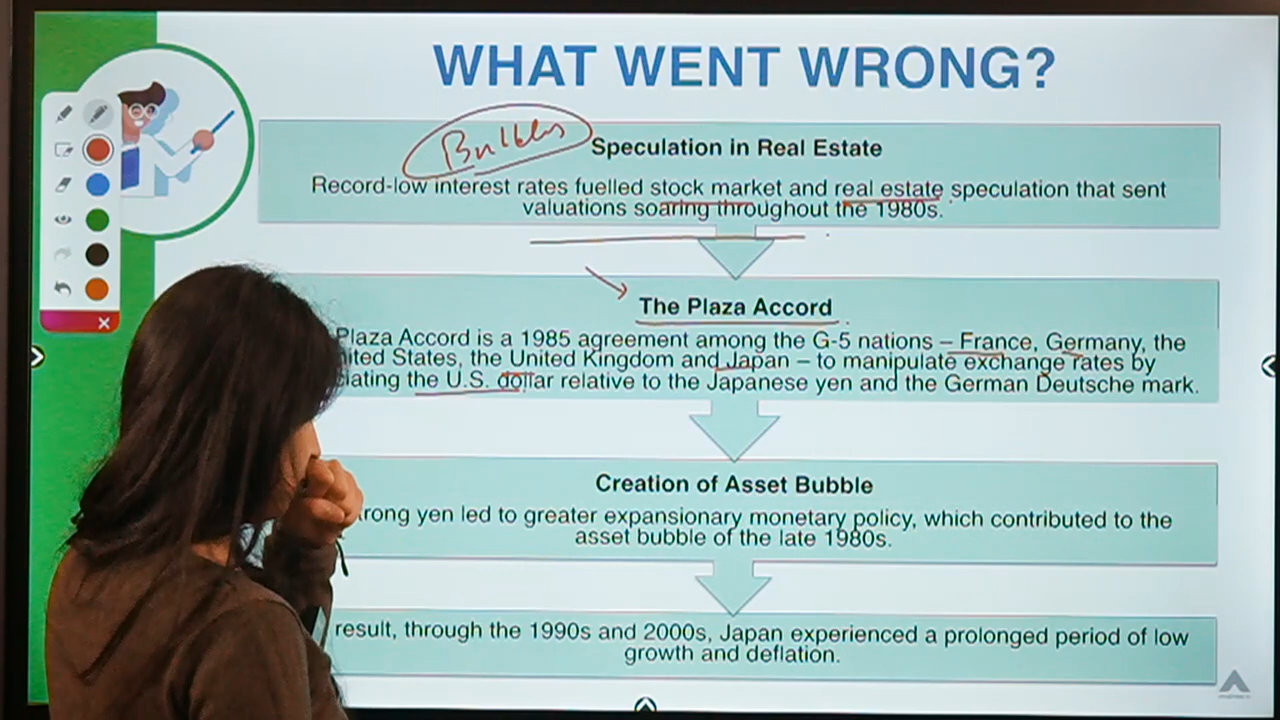 WHAT WENT WRONG?
Bubbles
Speculation in Real Estate
Record-low interest rates fuelled stock market and real estate speculation that sent
valuations soaring throughout the 1980s.
The Plaza Accord
Plaza Accord is a 1985 agreement among the G-5 nations – France, Germany, the
ited States, the United Kingdom and Japan – to manipulate exchange rates by
ciating the U.S. dollar relative to the Japanese yen and the German Deutsche mark.
Creation of Asset Bubble
rong yen led to greater expansionary monetary policy, which contributed to the
asset bubble of the late 1980s.
result, through the 1990s and 2000s, Japan experienced a prolonged period of low
growth and deflation.